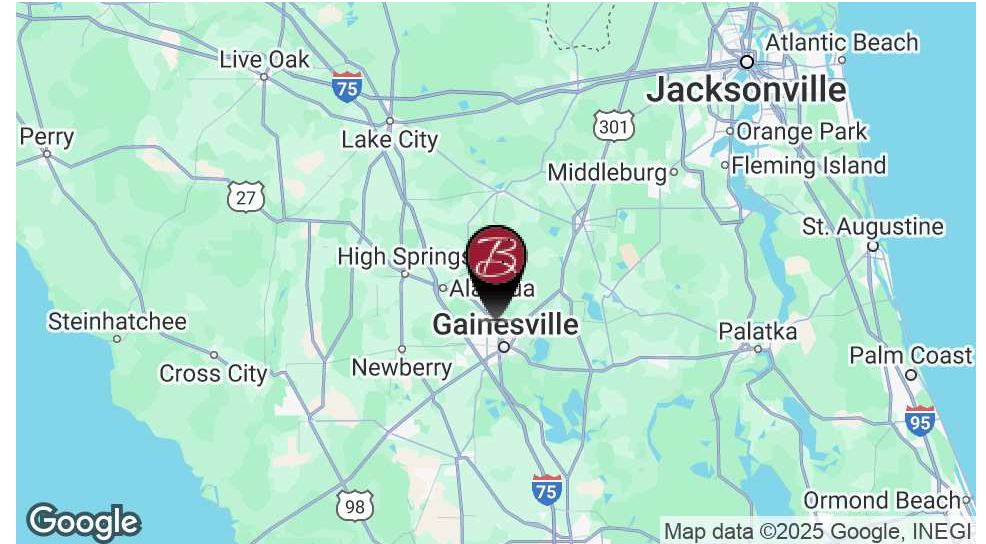 Atlantic Beach
Live Oak
75
Jacksonville
301
Orange Park
Perry
Lake City
Fleming Island
Middleburg
27
St. Augustine
High Springs
B
Alachua
Steinhatchee
Gainesville
Palatka
Palm Coast
Newberry
Cross City
95
75
98
Ormond Beach
Google
Map data ©2025 Google, INEGI